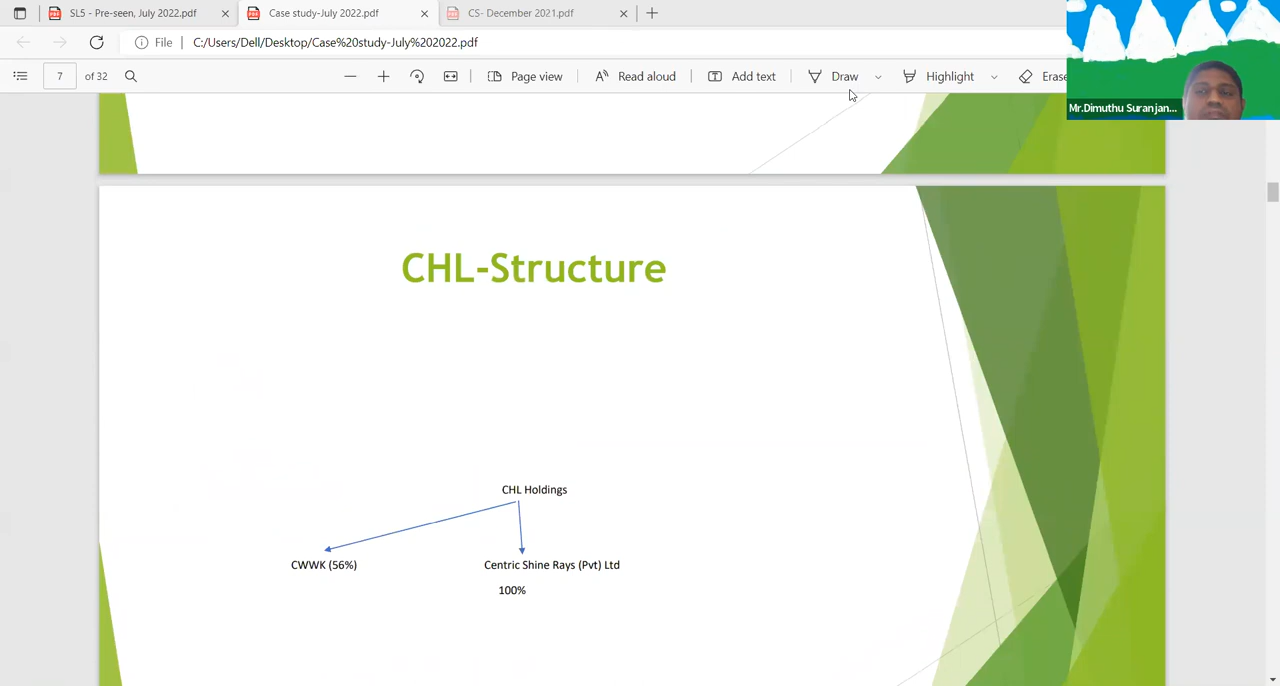 SL5 - Pre-seen, July 2022.pdf
Case study-July 2022.pdf
CS- December 2021.pdf
File
C:/Users/Dell/Desktop/Case%20study-July%202022.pdf
7 of 32
Page view
Read aloud
Add text
Draw
Highlight
Erase
Mr.Dimuthu Suranjan...
CHL-Structure
CHL Holdings
CWWK (56%)
Centric Shine Rays (Pvt) Ltd
100%